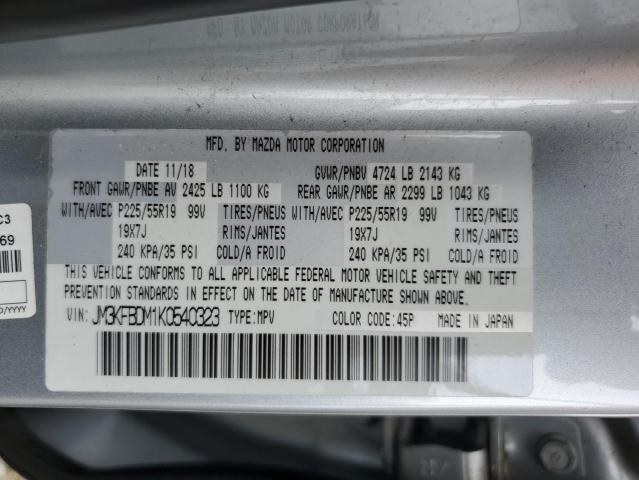 MFD. BY MAZDA MOTOR CORPORATION
DATE 11/18 GVWR/PNBV 4724 LB 2143 KG
FRONT GAWR/PNBE AV 2425 LB 1100 KG REAR GAWR/PNBE AR 2299 LB 1043 KG
WITH/AVEC P225/55R19 99V TIRES/PNEUS WITH/AVEC P225/55R19 99V TIRES/PNEUS
19X7J RIMS/JANTES 19X7J RIMS/JANTES
240 KPA/35 PSI COLD/A FROID 240 KPA/35 PSI COLD/A FROID
THIS VEHICLE CONFORMS TO ALL APPLICABLE FEDERAL MOTOR VEHICLE SAFETY AND THEFT
PREVENTION STANDARDS IN EFFECT ON THE DATE OF MANUFACTURE SHOWN ABOVE.
VIN: JM3KFBDM1K0540323 TYPE:MPV COLOR CODE:45P MADE IN JAPAN
C3
69
D/YYYY